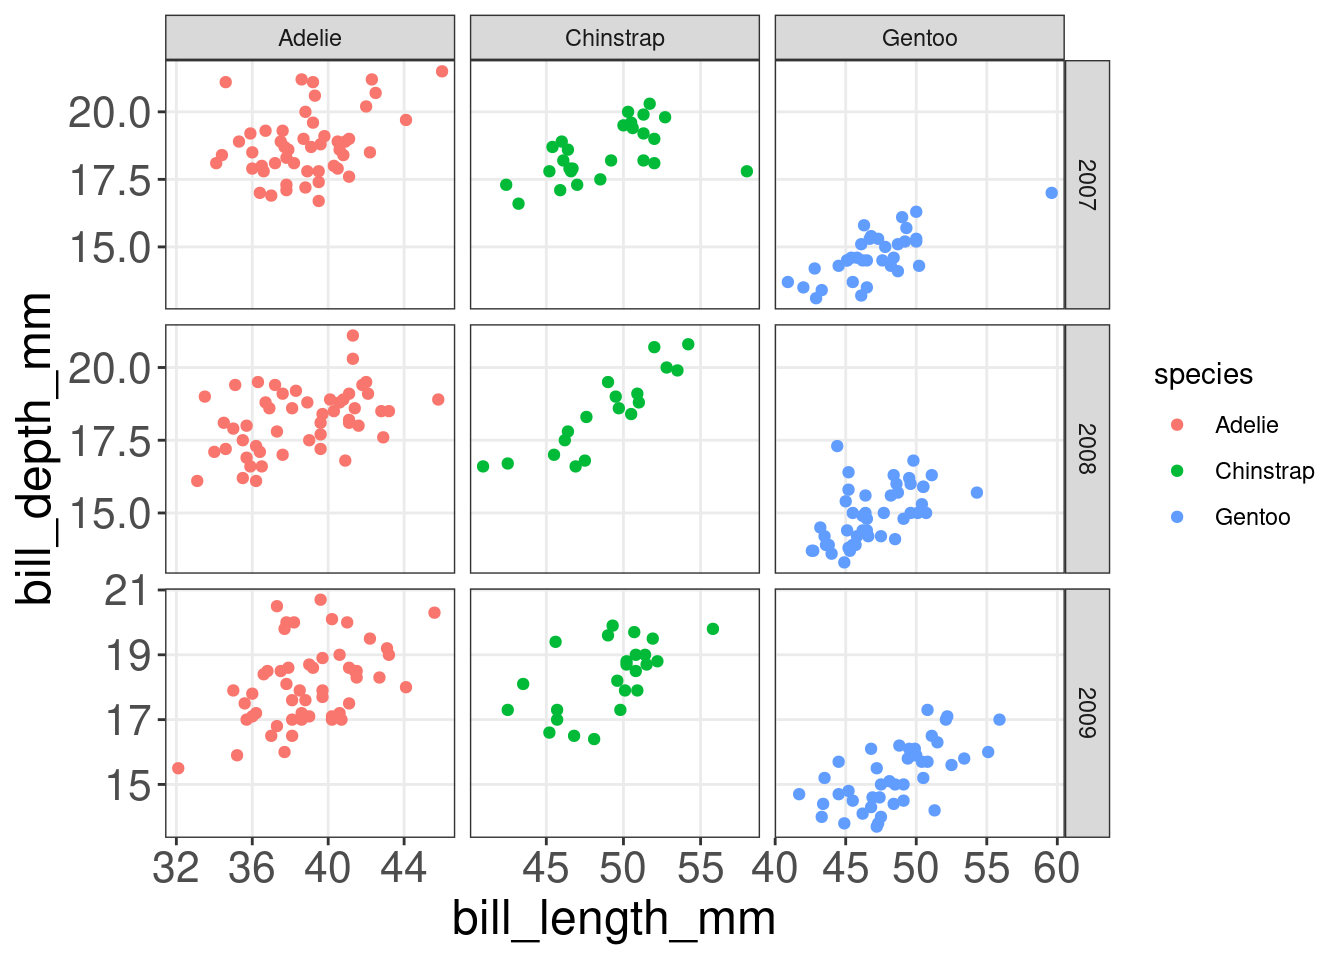 Adelie Chinstrap Gentoo
20.0
17.5
15.0
2007
20.0
17.5
15.0
2008
21
19
17
15
2009
32 36 40 44 45 50 55 40 45 50 55 60
bill_length_mm
bill_depth_mm
species
Adelie
Chinstrap
Gentoo